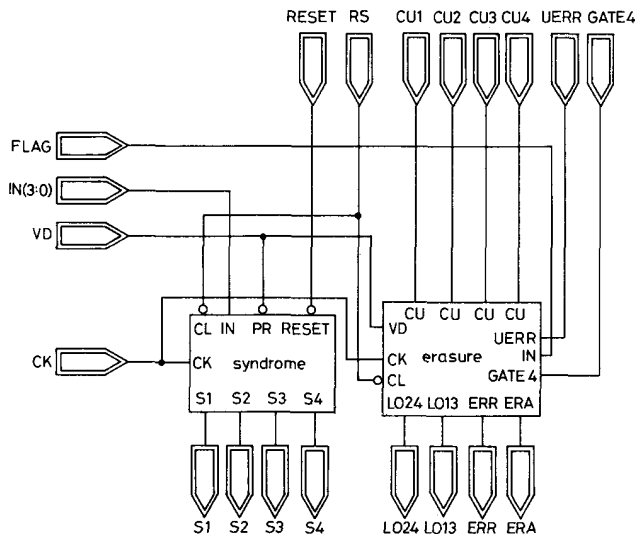 RESET RS CU1 CU2 CU3 CU4 UERR GATE4
FLAG
IN(3:0)
VD
CK
CL IN PR RESET
CK syndrome
S1 S2 S3 S4
CU CU CU CU
VD
UERR
CK erasure IN
CL GATE4
LO24 LO13 ERR ERA
S1 S2 S3 S4
LO24 LO13 ERR ERA